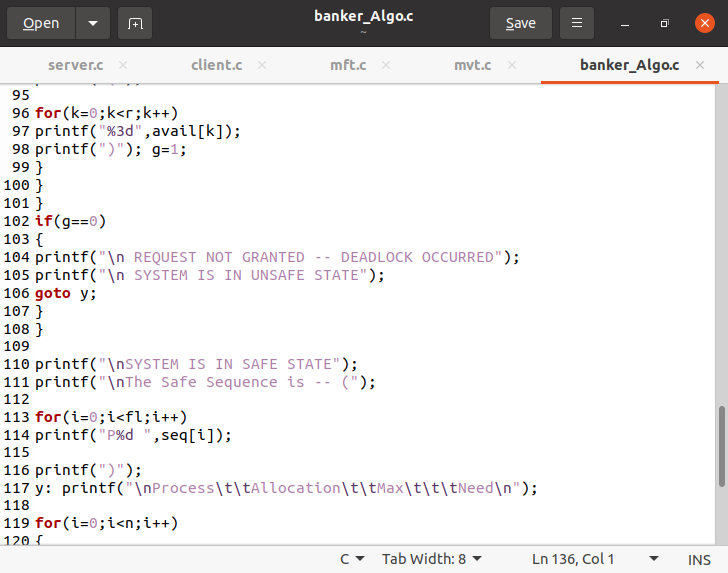 Open
banker_Algo.c
~
Save
server.c × client.c × mft.c × mvt.c × banker_Algo.c ×
95
96 for(k=0;k<r;k++)
97 printf("%3d",avail[k]);
98 printf(")"); g=1;
99 }
100 }
101 }
102 if(g==0)
103 {
104 printf("\n REQUEST NOT GRANTED -- DEADLOCK OCCURRED");
105 printf("\n SYSTEM IS IN UNSAFE STATE");
106 goto y;
107 }
108 }
109
110 printf("\nSYSTEM IS IN SAFE STATE");
111 printf("\nThe Safe Sequence is -- (");
112
113 for(i=0;i<fl;i++)
114 printf("P%d ",seq[i]);
115
116 printf(")");
117 y: printf("\nProcess\t\tAllocation\t\tMax\t\t\tNeed\n");
118
119 for(i=0;i<n;i++)
120 {
C Tab Width: 8 Ln 136, Col 1 INS